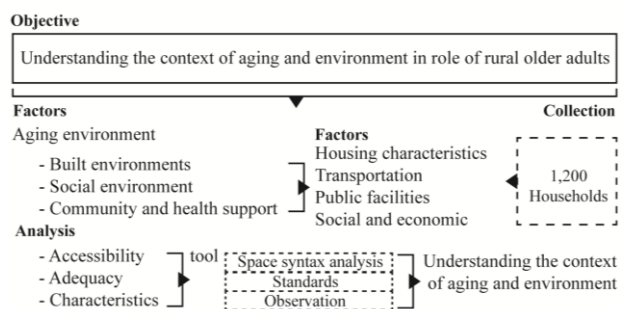 Objective
Understanding the context of aging and environment in role of rural older adults
Factors
Collection
Aging environment
- Built environments
- Social environment
- Community and health support
Factors
Housing characteristics
Transportation
Public facilities
Social and economic
1,200
Households
Analysis
- Accessibility
- Adequacy
- Characteristics
tool
Space syntax analysis
Standards
Observation
Understanding the context
of aging and environment